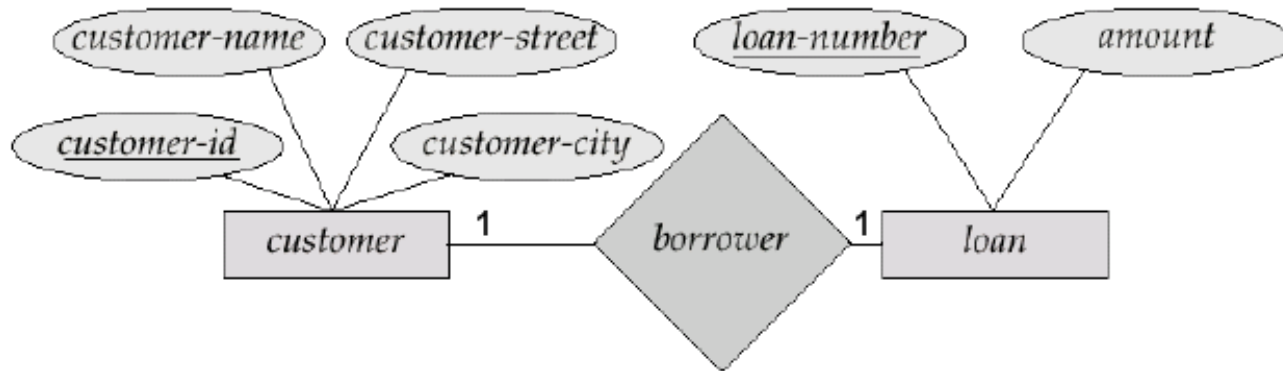 customer-name
customer-street
loan-number
amount
customer-id
customer-city
customer
1
borrower
1
loan